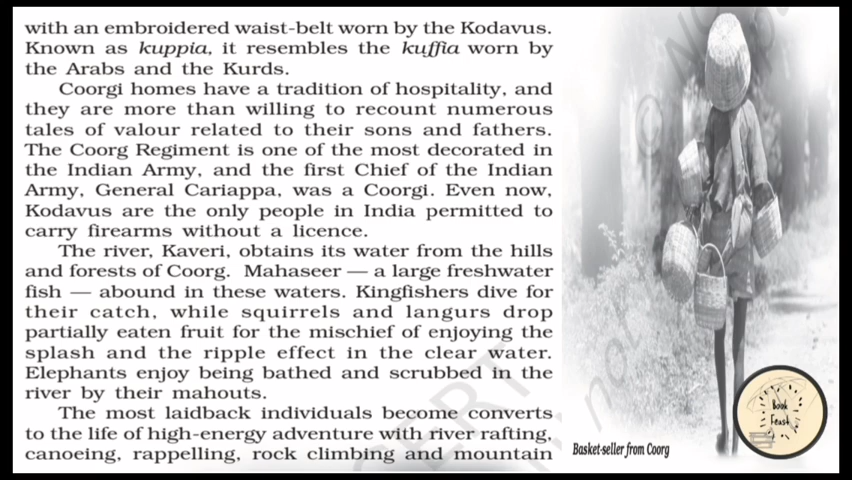 with an embroidered waist-belt worn by the Kodavus.
Known as kuppia, it resembles the kuffia worn by
the Arabs and the Kurds.
Coorgi homes have a tradition of hospitality, and
they are more than willing to recount numerous
tales of valour related to their sons and fathers.
The Coorg Regiment is one of the most decorated in
the Indian Army, and the first Chief of the Indian
Army, General Cariappa, was a Coorgi. Even now,
Kodavus are the only people in India permitted to
carry firearms without a licence.
The river, Kaveri, obtains its water from the hills
and forests of Coorg. Mahaseer — a large freshwater
fish — abound in these waters. Kingfishers dive for
their catch, while squirrels and langurs drop
partially eaten fruit for the mischief of enjoying the
splash and the ripple effect in the clear water.
Elephants enjoy being bathed and scrubbed in the
river by their mahouts.
The most laidback individuals become converts
to the life of high-energy adventure with river rafting,
canoeing, rappelling, rock climbing and mountain
Basket-seller from Coorg
Book
Feast
© NC
not
CERT